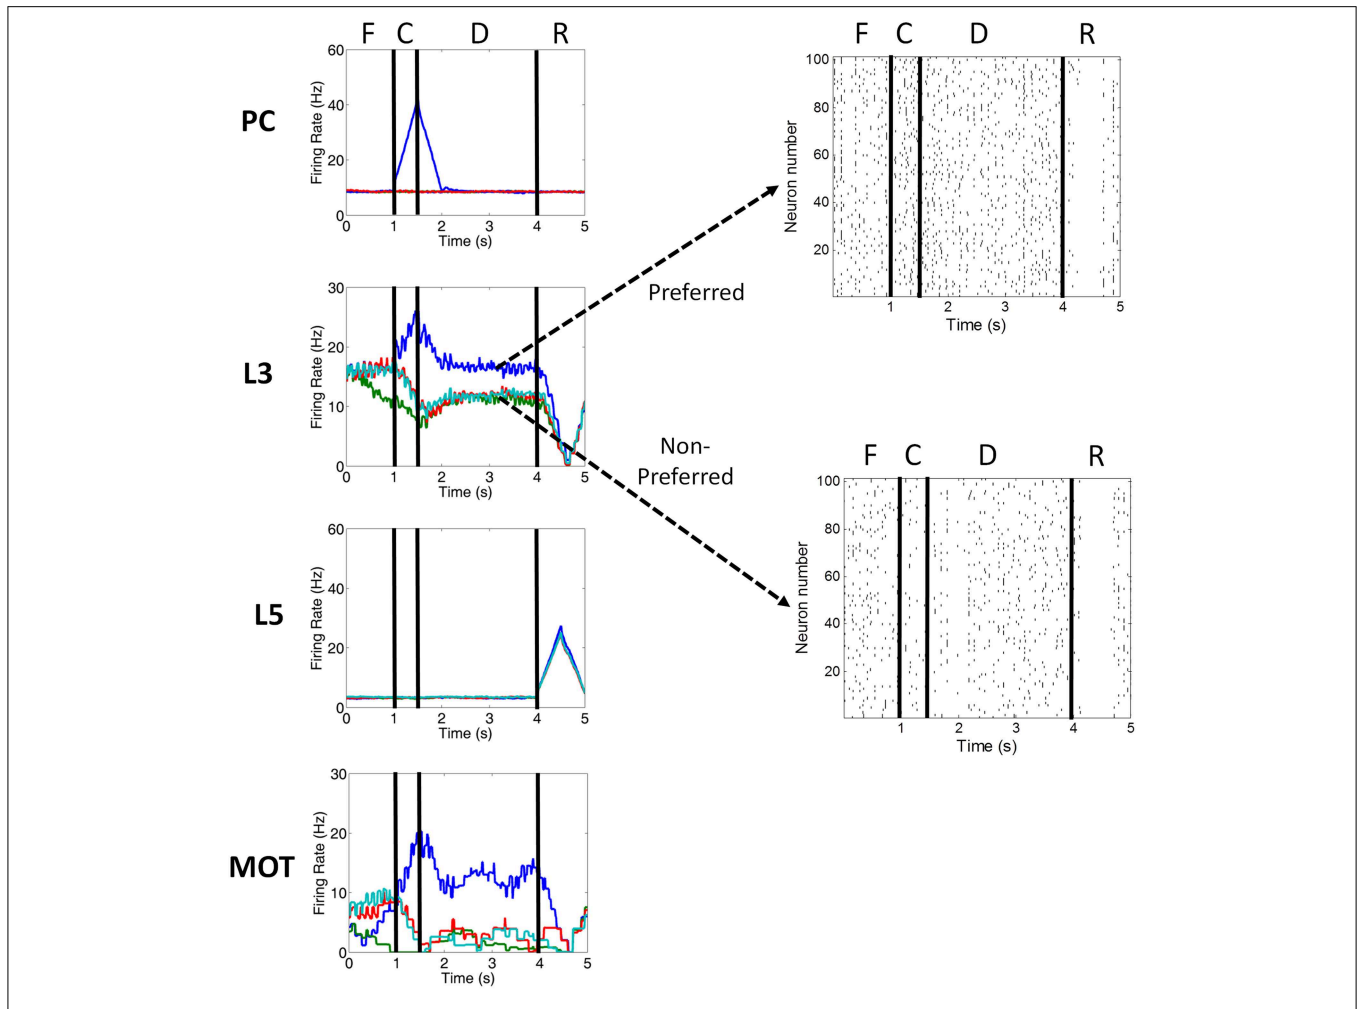 F C D R
PC
Firing Rate (Hz)
60
40
20
0
0 1 2 3 4 5
Time (s)
L3
Firing Rate (Hz)
30
20
10
0
0 1 2 3 4 5
Time (s)
L5
Firing Rate (Hz)
60
40
20
0
0 1 2 3 4 5
Time (s)
MOT
Firing Rate (Hz)
30
20
10
0
0 1 2 3 4 5
Time (s)
Preferred
Non-
Preferred
F C D R
Neuron number
100
80
60
40
20
1 2 3 4 5
Time (s)
F C D R
Neuron number
100
80
60
40
20
1 2 3 4 5
Time (s)